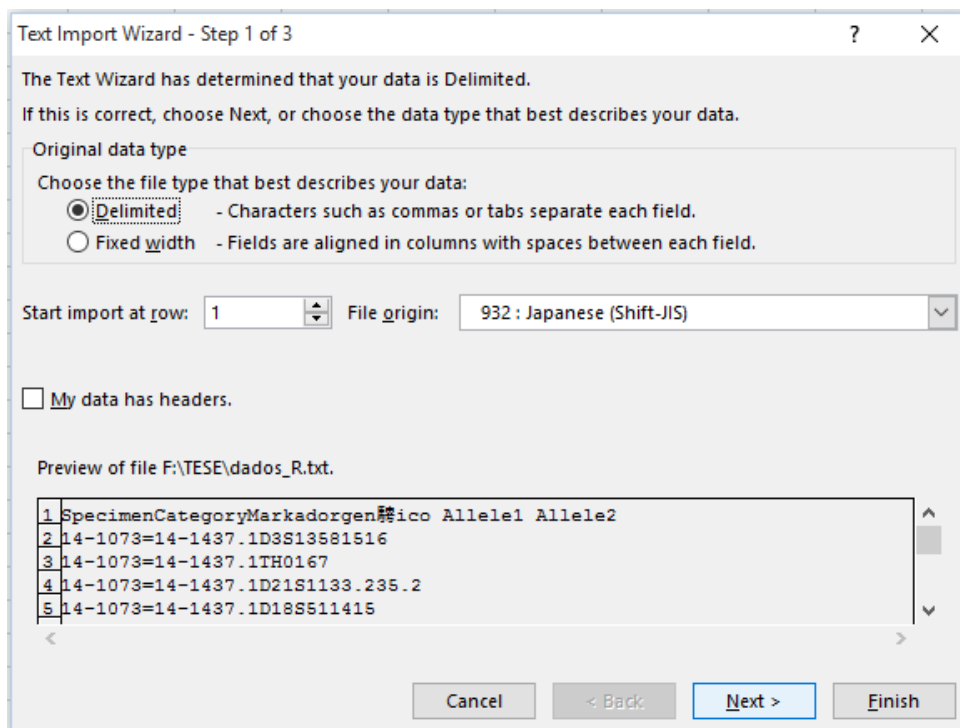 Text Import Wizard - Step 1 of 3 ?
The Text Wizard has determined that your data is Delimited.
If this is correct, choose Next, or choose the data type that best describes your data.
Original data type
Choose the file type that best describes your data:
Delimited - Characters such as commas or tabs separate each field.
Fixed width - Fields are aligned in columns with spaces between each field.
Start import at row: 1 File origin: 932 : Japanese (Shift-JIS)
My data has headers.
Preview of file F:\TESE\dados_R.txt.
1 SpecimenCategoryMarkadorgen騁ico Allele1 Allele2
2 14-1073=14-1437.1D3S13581516
3 14-1073=14-1437.1TH0167
4 14-1073=14-1437.1D21S1133.235.2
5 14-1073=14-1437.1D18S511415
Cancel < Back Next > Finish